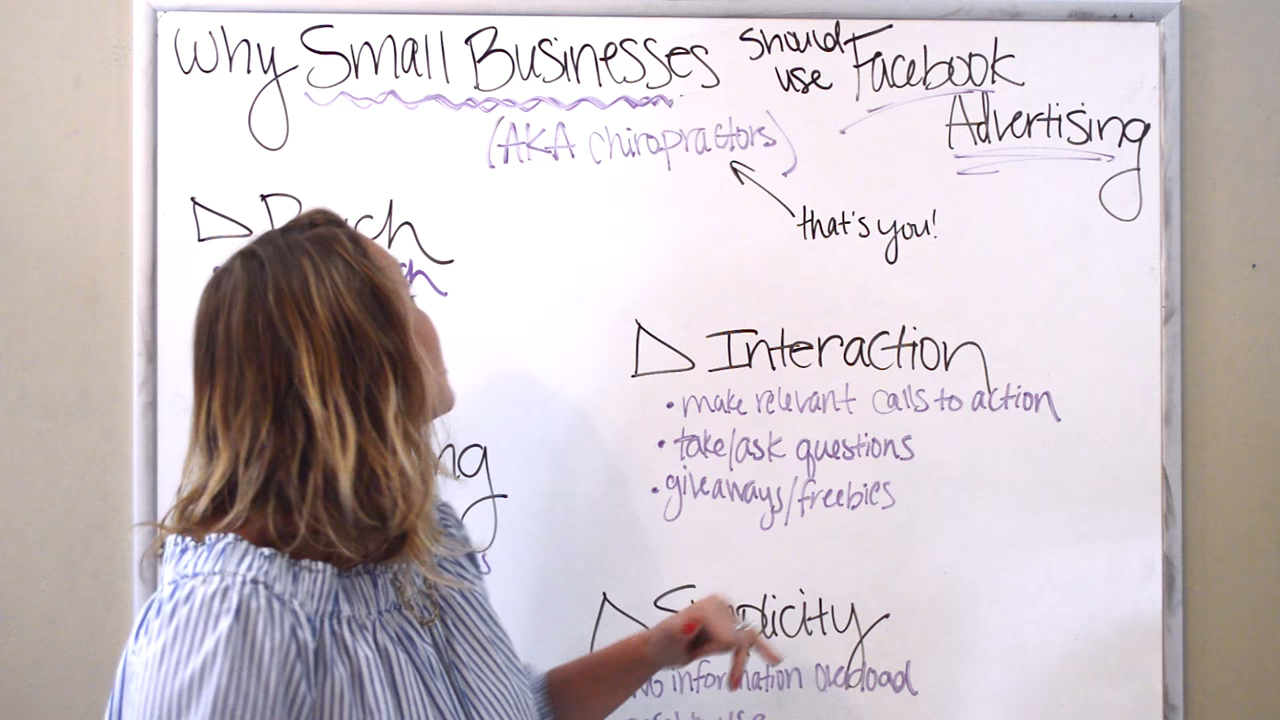 Why Small Businesses should use Facebook Advertising
(AKA chiropractors)
that's you!
Interaction
• make relevant calls to action
• take/ask questions
• giveaways/freebies
Simplicity
information overload